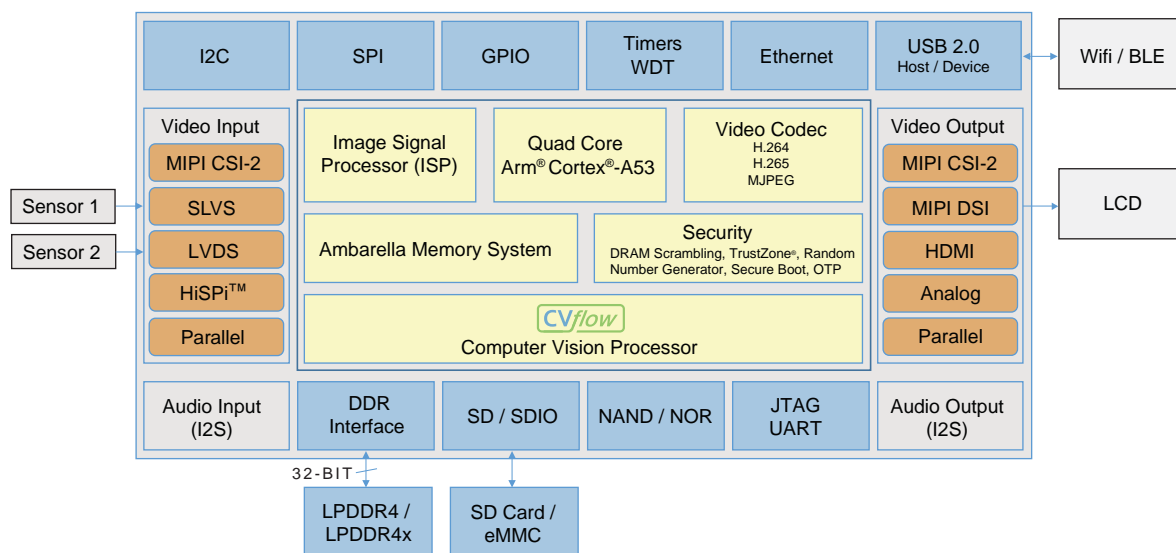 I2C
SPI
GPIO
Timers
WDT
Ethernet
USB 2.0
Host / Device
Wifi / BLE
Video Input
MIPI CSI-2
SLVS
LVDS
HiSPi™
Parallel
Sensor 1
Sensor 2
Image Signal
Processor (ISP)
Quad Core
Arm® Cortex®-A53
Video Codec
H.264
H.265
MJPEG
Ambarella Memory System
Security
DRAM Scrambling, TrustZone®, Random
Number Generator, Secure Boot, OTP
CVflow
Computer Vision Processor
Video Output
MIPI CSI-2
MIPI DSI
HDMI
Analog
Parallel
LCD
Audio Input
(I2S)
DDR
Interface
SD / SDIO
NAND / NOR
JTAG
UART
Audio Output
(I2S)
32-BIT
LPDDR4 /
LPDDR4x
SD Card /
eMMC